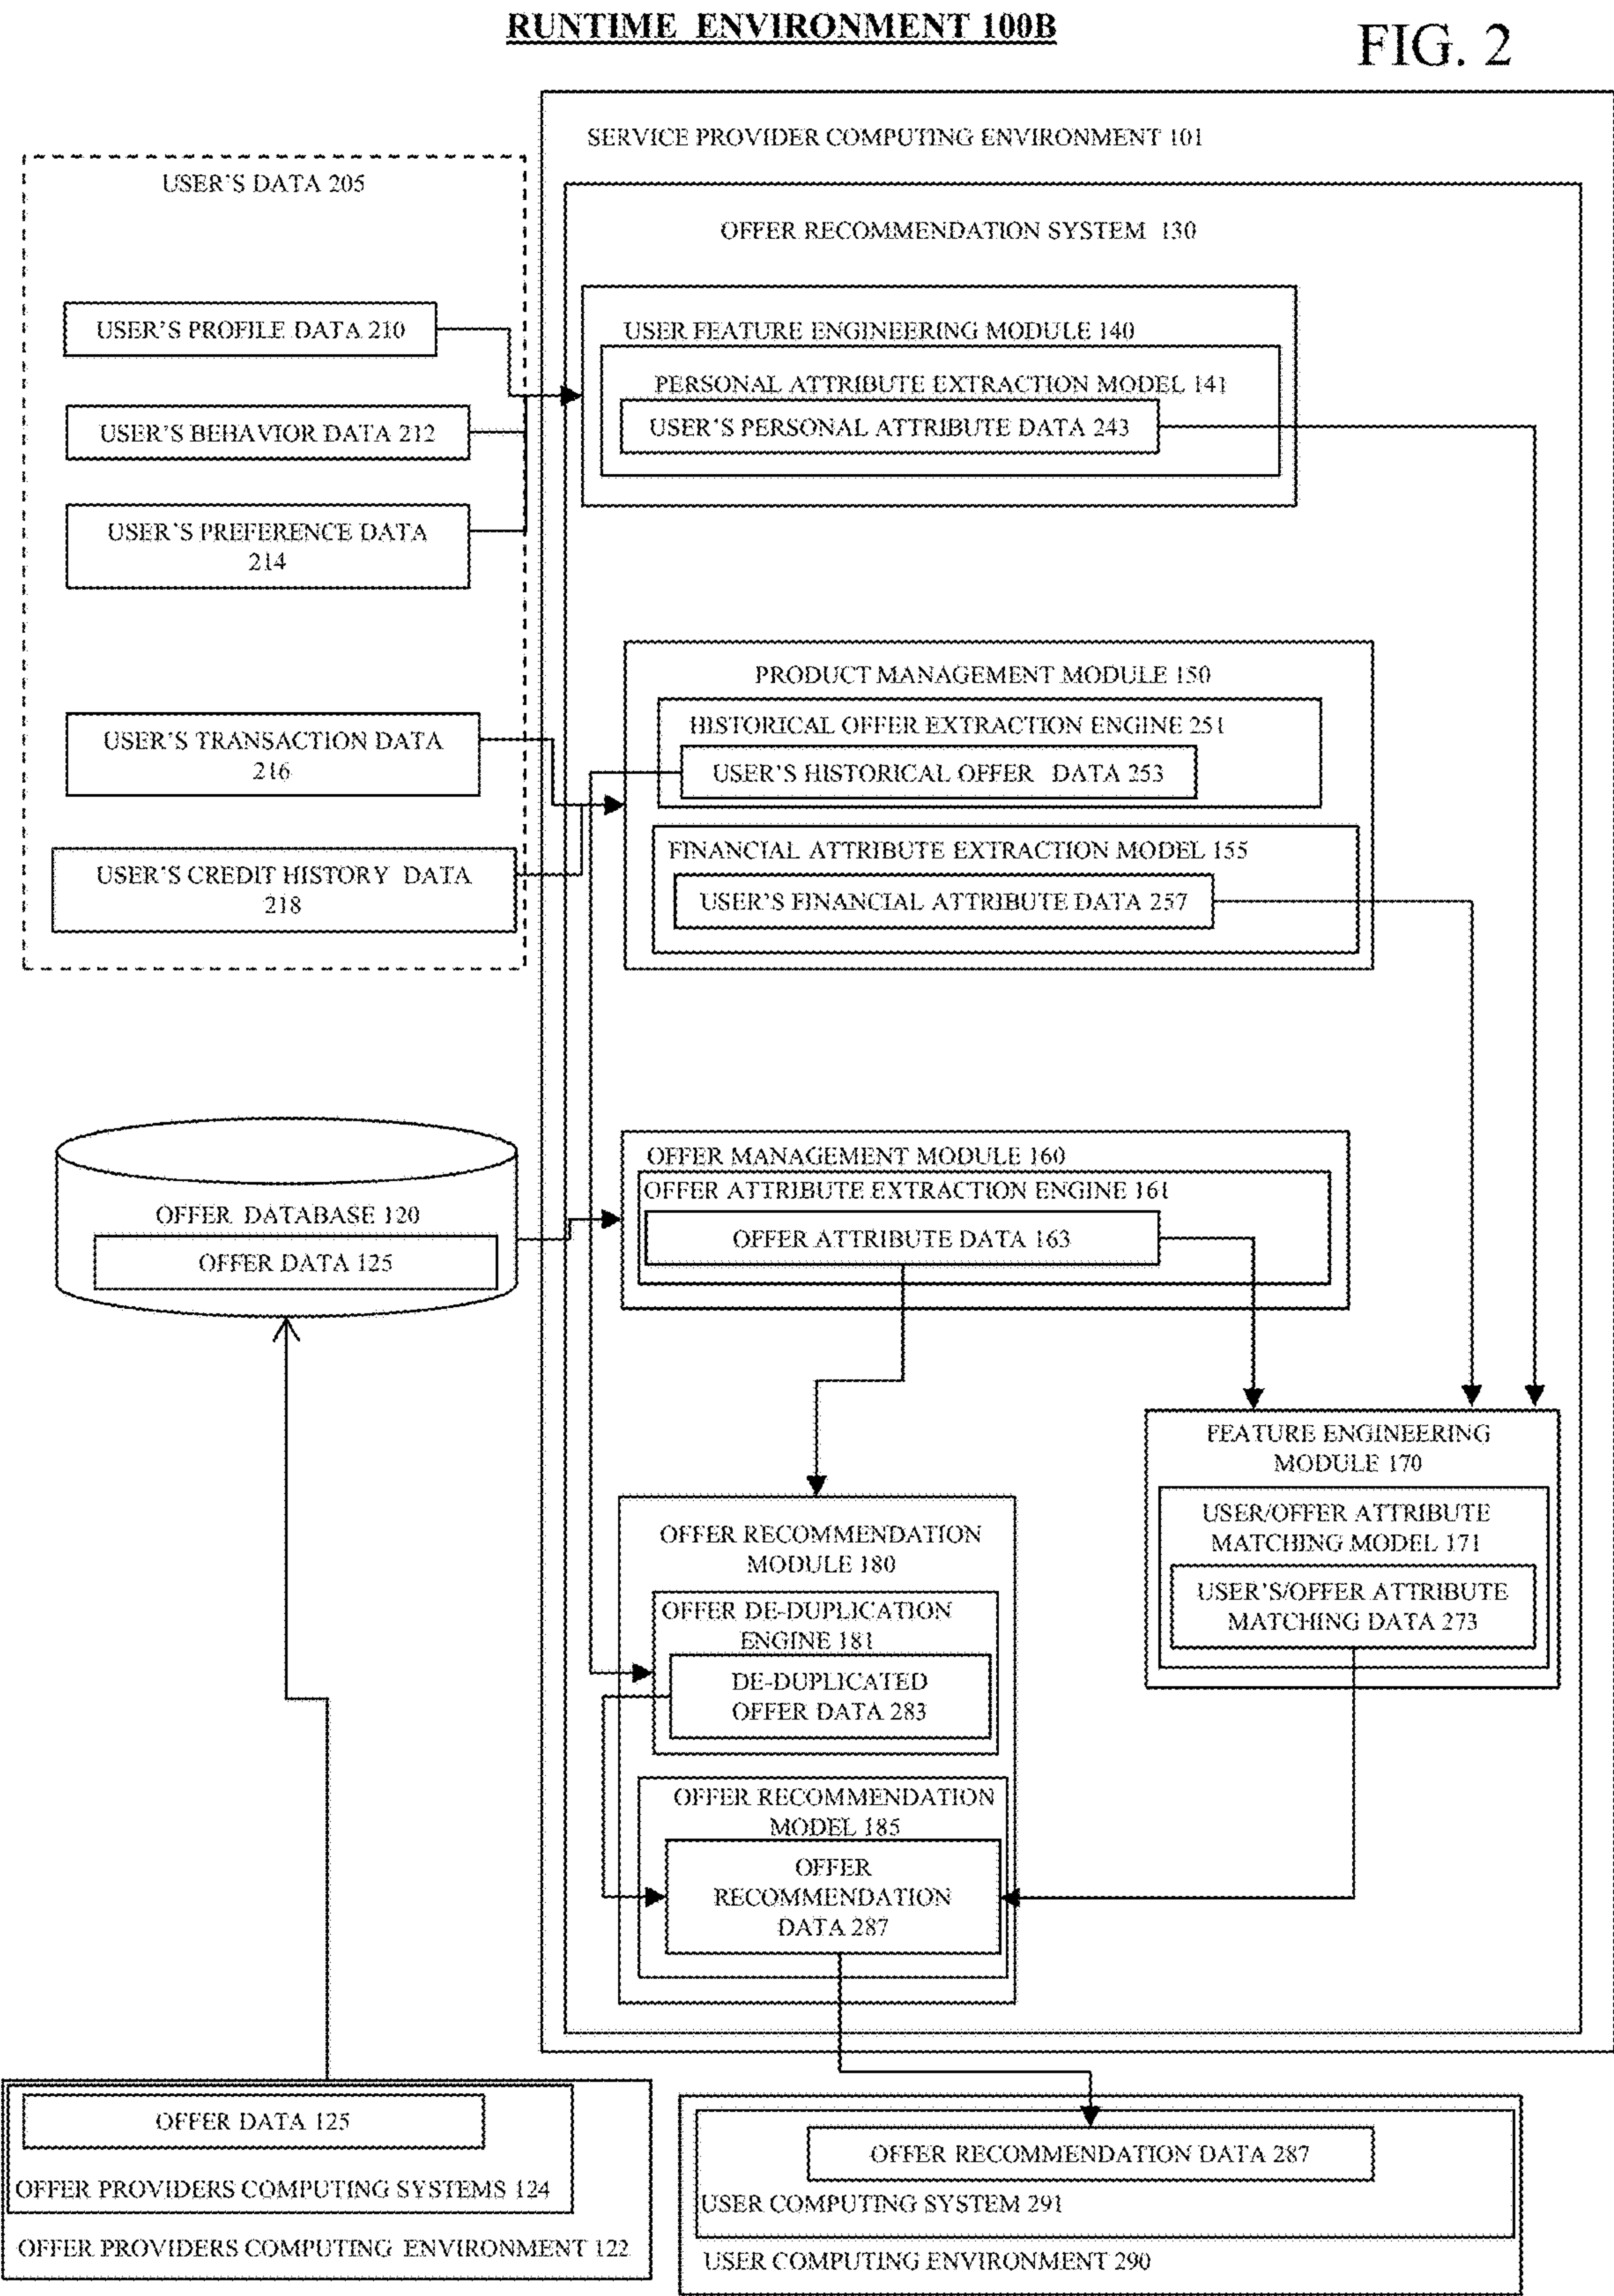 RUNTIME ENVIRONMENT 100B
FIG. 2
SERVICE PROVIDER COMPUTING ENVIRONMENT 101
USER'S DATA 205
OFFER RECOMMENDATION SYSTEM 130
USER'S PROFILE DATA 210
USER'S BEHAVIOR DATA 212
USER'S PREFERENCE DATA
214
USER FEATURE ENGINEERING MODULE 140
PERSONAL ATTRIBUTE EXTRACTION MODEL 141
USER'S PERSONAL ATTRIBUTE DATA 243
USER'S TRANSACTION DATA
216
USER'S CREDIT HISTORY DATA
218
PRODUCT MANAGEMENT MODULE 150
HISTORICAL OFFER EXTRACTION ENGINE 251
USER'S HISTORICAL OFFER DATA 253
FINANCIAL ATTRIBUTE EXTRACTION MODEL 155
USER'S FINANCIAL ATTRIBUTE DATA 257
OFFER DATABASE 120
OFFER DATA 125
OFFER MANAGEMENT MODULE 160
OFFER ATTRIBUTE EXTRACTION ENGINE 161
OFFER ATTRIBUTE DATA 163
FEATURE ENGINEERING
MODULE 170
USER/OFFER ATTRIBUTE
MATCHING MODEL 171
USER'S/OFFER ATTRIBUTE
MATCHING DATA 273
OFFER RECOMMENDATION
MODULE 180
OFFER DE-DUPLICATION
ENGINE 181
DE-DUPLICATED
OFFER DATA 283
OFFER RECOMMENDATION
MODEL 185
OFFER
RECOMMENDATION
DATA 287
OFFER DATA 125
OFFER PROVIDERS COMPUTING SYSTEMS 124
OFFER PROVIDERS COMPUTING ENVIRONMENT 122
OFFER RECOMMENDATION DATA 287
USER COMPUTING SYSTEM 291
USER COMPUTING ENVIRONMENT 290